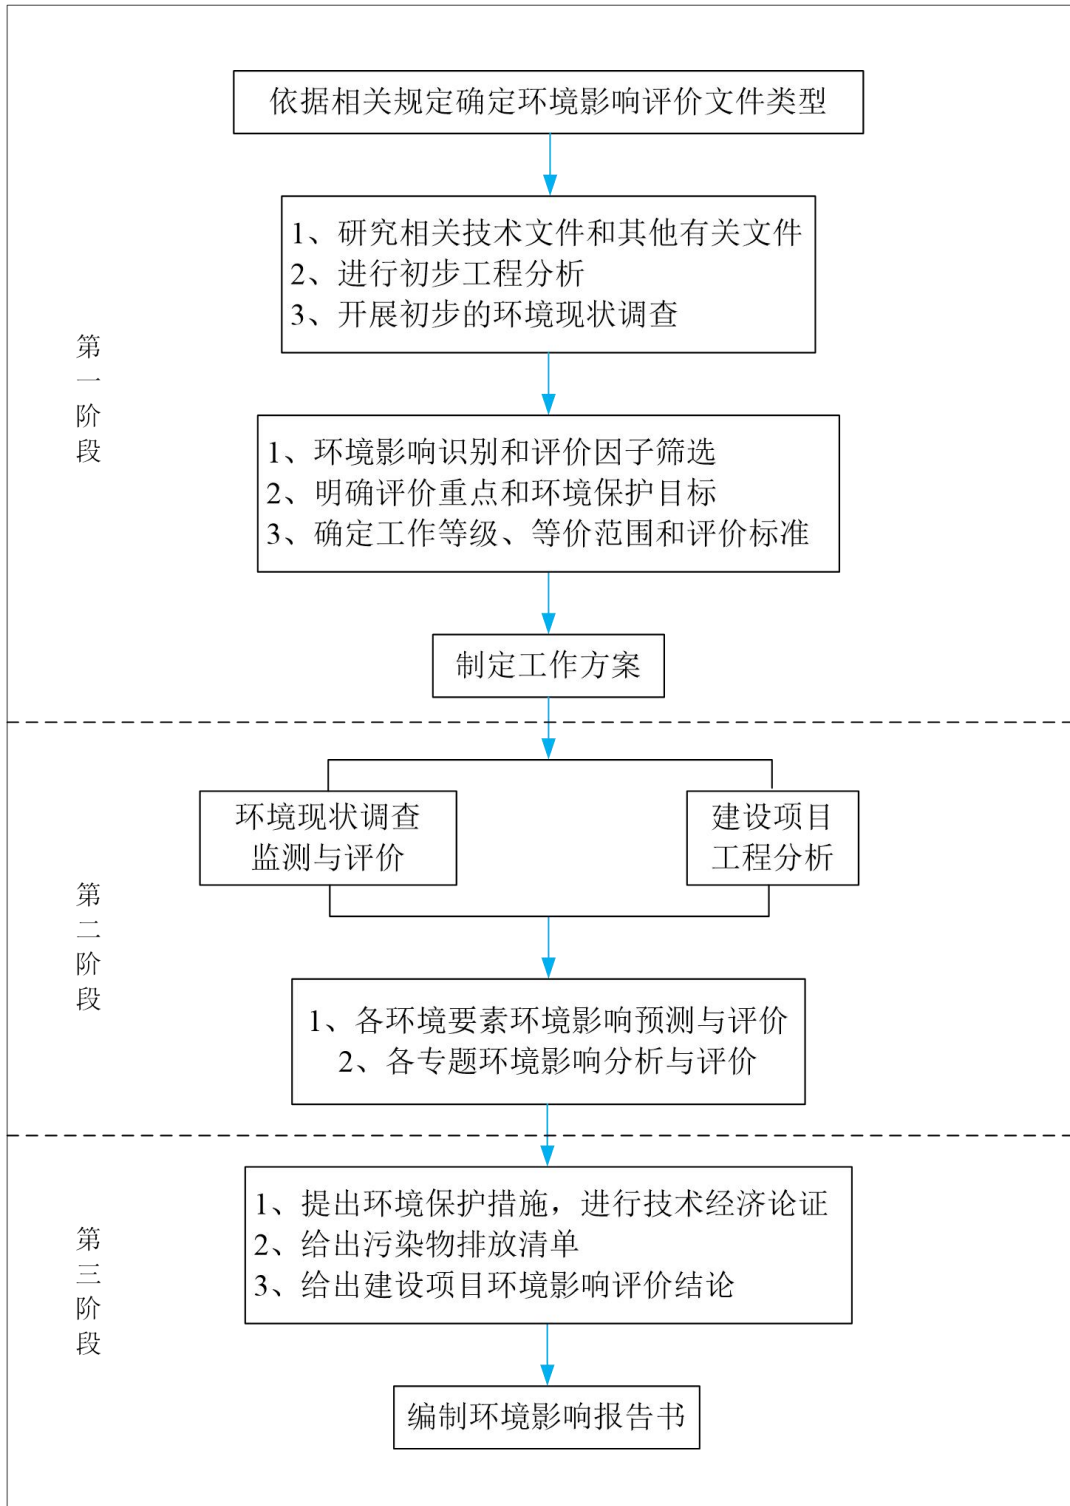 依据相关规定确定环境影响评价文件类型
1、研究相关技术文件和其他有关文件
2、进行初步工程分析
3、开展初步的环境现状调查
第一阶段
1、环境影响识别和评价因子筛选
2、明确评价重点和环境保护目标
3、确定工作等级、等价范围和评价标准
制定工作方案
环境现状调查
监测与评价
建设项目
工程分析
第二阶段
1、各环境要素环境影响预测与评价
2、各专题环境影响分析与评价
1、提出环境保护措施，进行技术经济论证
2、给出污染物排放清单
3、给出建设项目环境影响评价结论
第三阶段
编制环境影响报告书